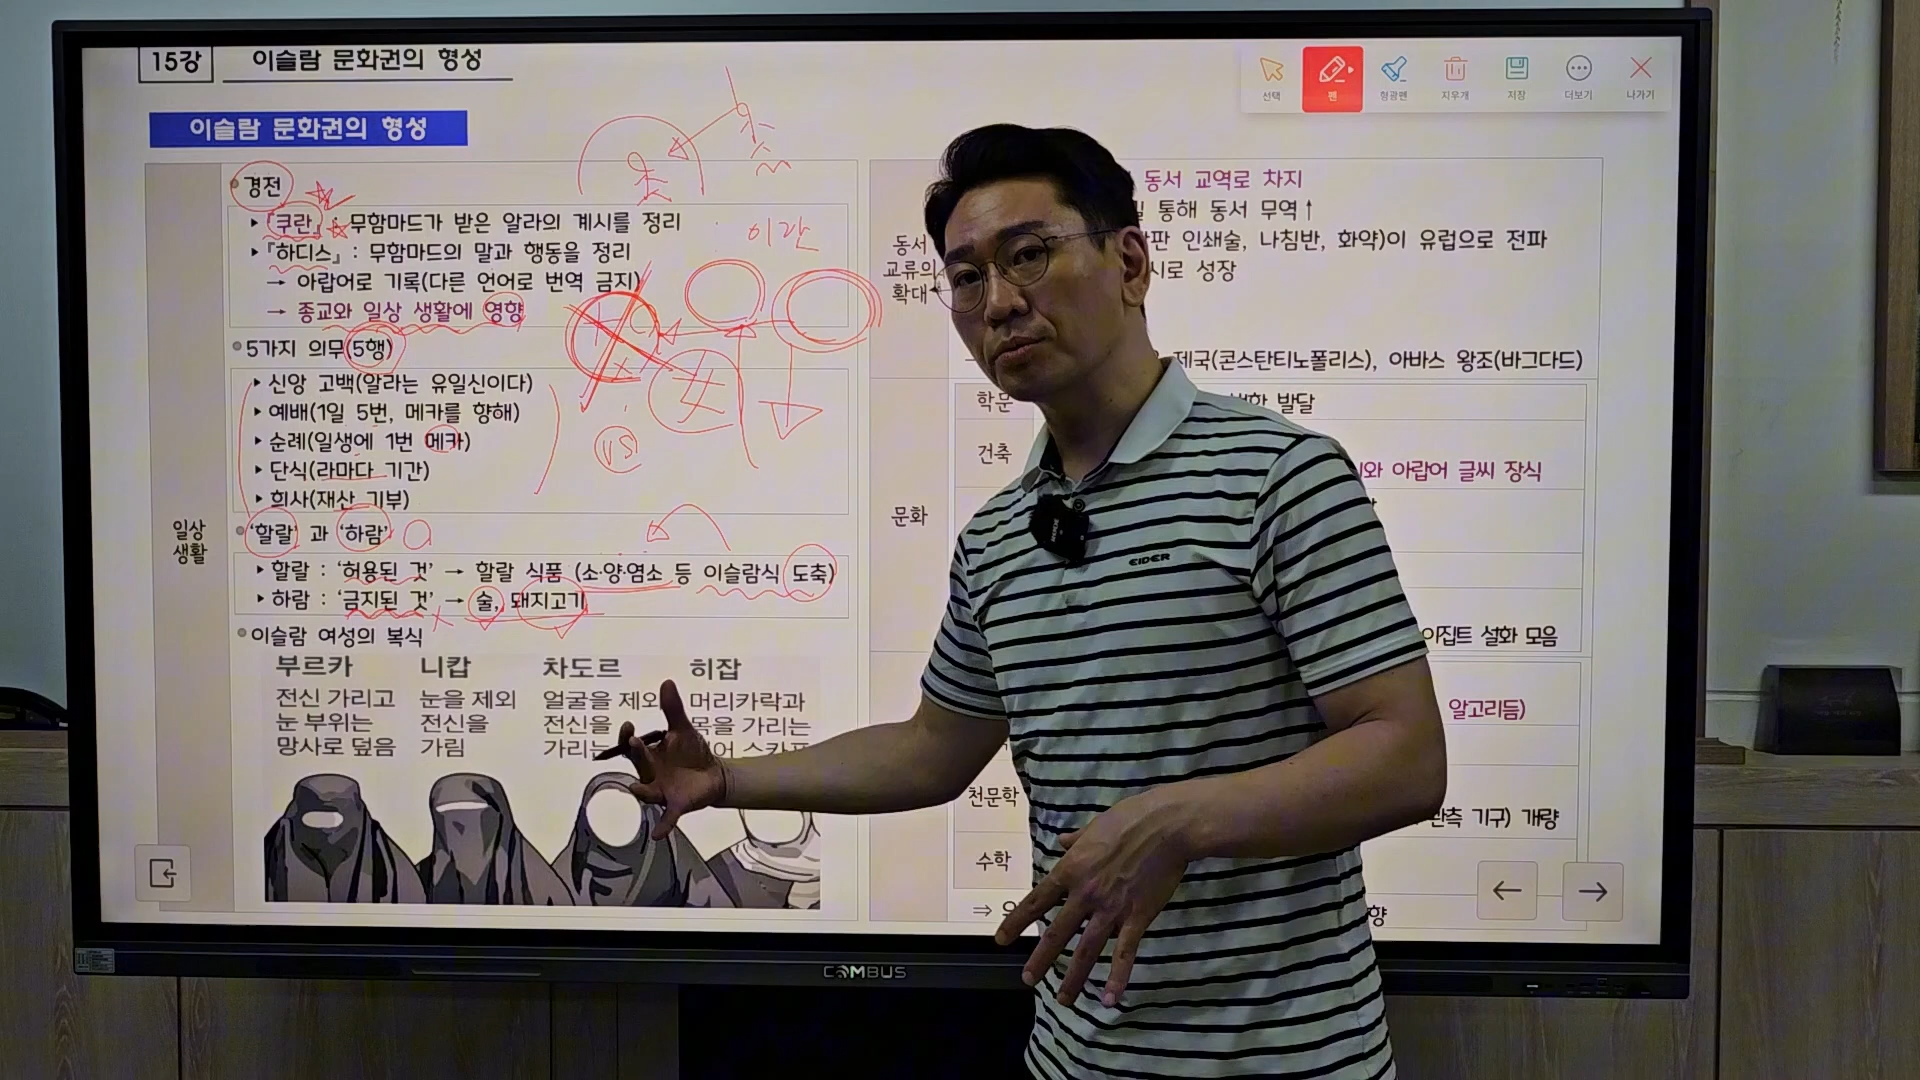 15강
이슬람 문화권의 형성
선택
펜
형광펜
지우개
저장
더보기
나가기
이슬람 문화권의 형성
일상
생활
경전
▸『쿠란』: 무함마드가 받은 알라의 계시를 정리
이란
▸『하디스』 : 무함마드의 말과 행동을 정리
→ 아랍어로 기록(다른 언어로 번역 금지)
→ 종교와 일상 생활에 영향
5가지 의무(5행)
▸ 신앙 고백(알라는 유일신이다)
▸ 예배(1일 5번, 메카를 향해)
▸ 순례(일생에 1번 메카)
▸ 단식(라마다 기간)
▸ 희사(재산 기부)
VS
'할랄' 과 '하람'
▸ 할랄 : '허용된 것' → 할랄 식품 (소·양·염소 등 이슬람식 도축)
▸ 하람 : '금지된 것' → 술, 돼지고기
이슬람 여성의 복식
부르카
전신 가리고
눈 부위는
망사로 덮음
니캅
눈을 제외
전신을
가림
차도르
얼굴을 제외
전신을
가리는
히잡
머리카락과
목을 가리는
동서
교류의
확대
동서 교역로 차지
통해 동서 무역↑
인쇄술, 나침반, 화약)이 유럽으로 전파
성장
제국(콘스탄티노폴리스), 아바스 왕조(바그다드)
문화
학문
발달
건축
아랍어 글씨 장식
설화 모음
알고리듬)
천문학
관측 기구) 개량
수학
⇒
EIDER
CAMBUS